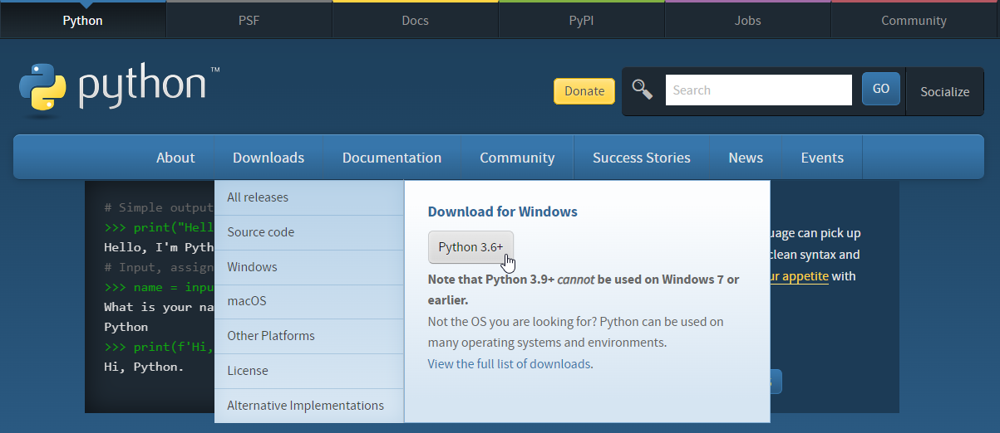 Python PSF Docs PyPI Jobs Community
python™
Donate Search GO Socialize
About Downloads Documentation Community Success Stories News Events
# Simple output
>>> print("Hell
Hello, I'm Pyth
# Input, assign
>>> name = inpu
What is your na
Python
>>> print(f'Hi,
Hi, Python.
All releases
Source code
Windows
macOS
Other Platforms
License
Alternative Implementations
Download for Windows
Python 3.6+
Note that Python 3.9+ cannot be used on Windows 7 or
earlier.
Not the OS you are looking for? Python can be used on
many operating systems and environments.
View the full list of downloads.
uage can pick up
clean syntax and
ur appetite with